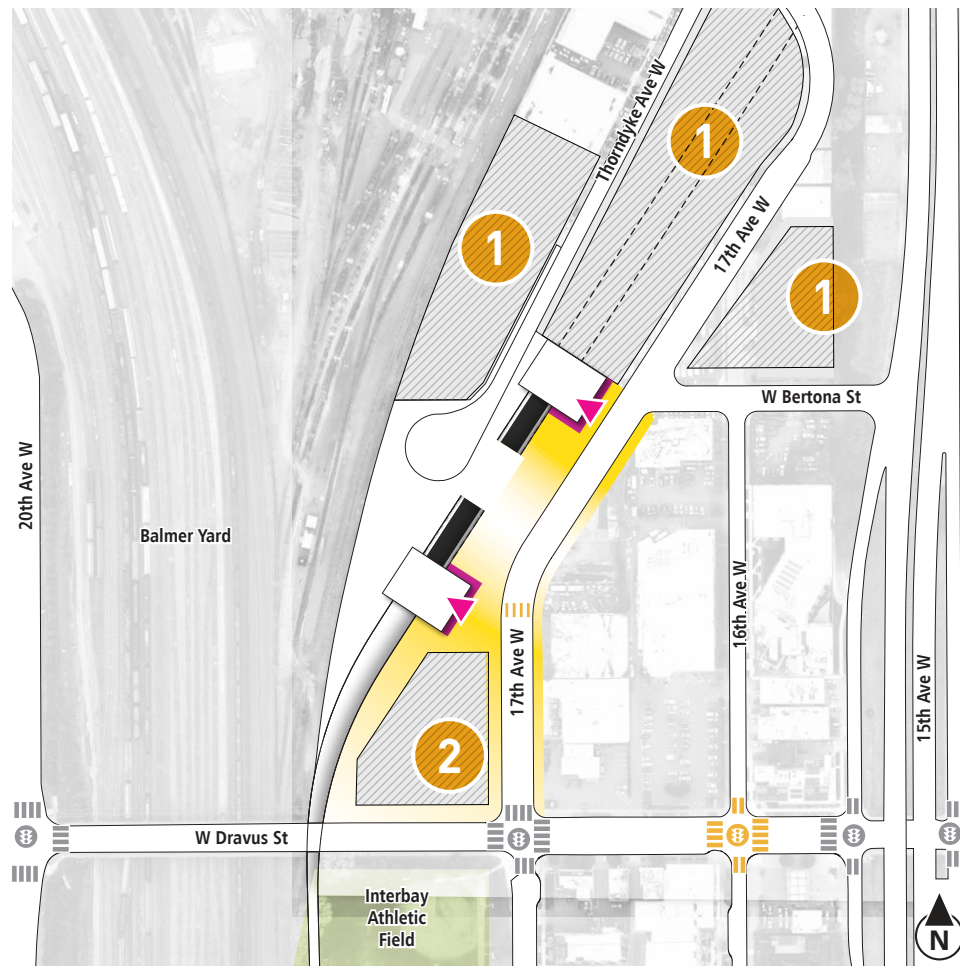 Thorndyke Ave W
1
1
17th Ave W
1
W Bertona St
20th Ave W
Balmer Yard
16th Ave W
17th Ave W
15th Ave W
2
W Dravus St
Interbay
Athletic
Field
N